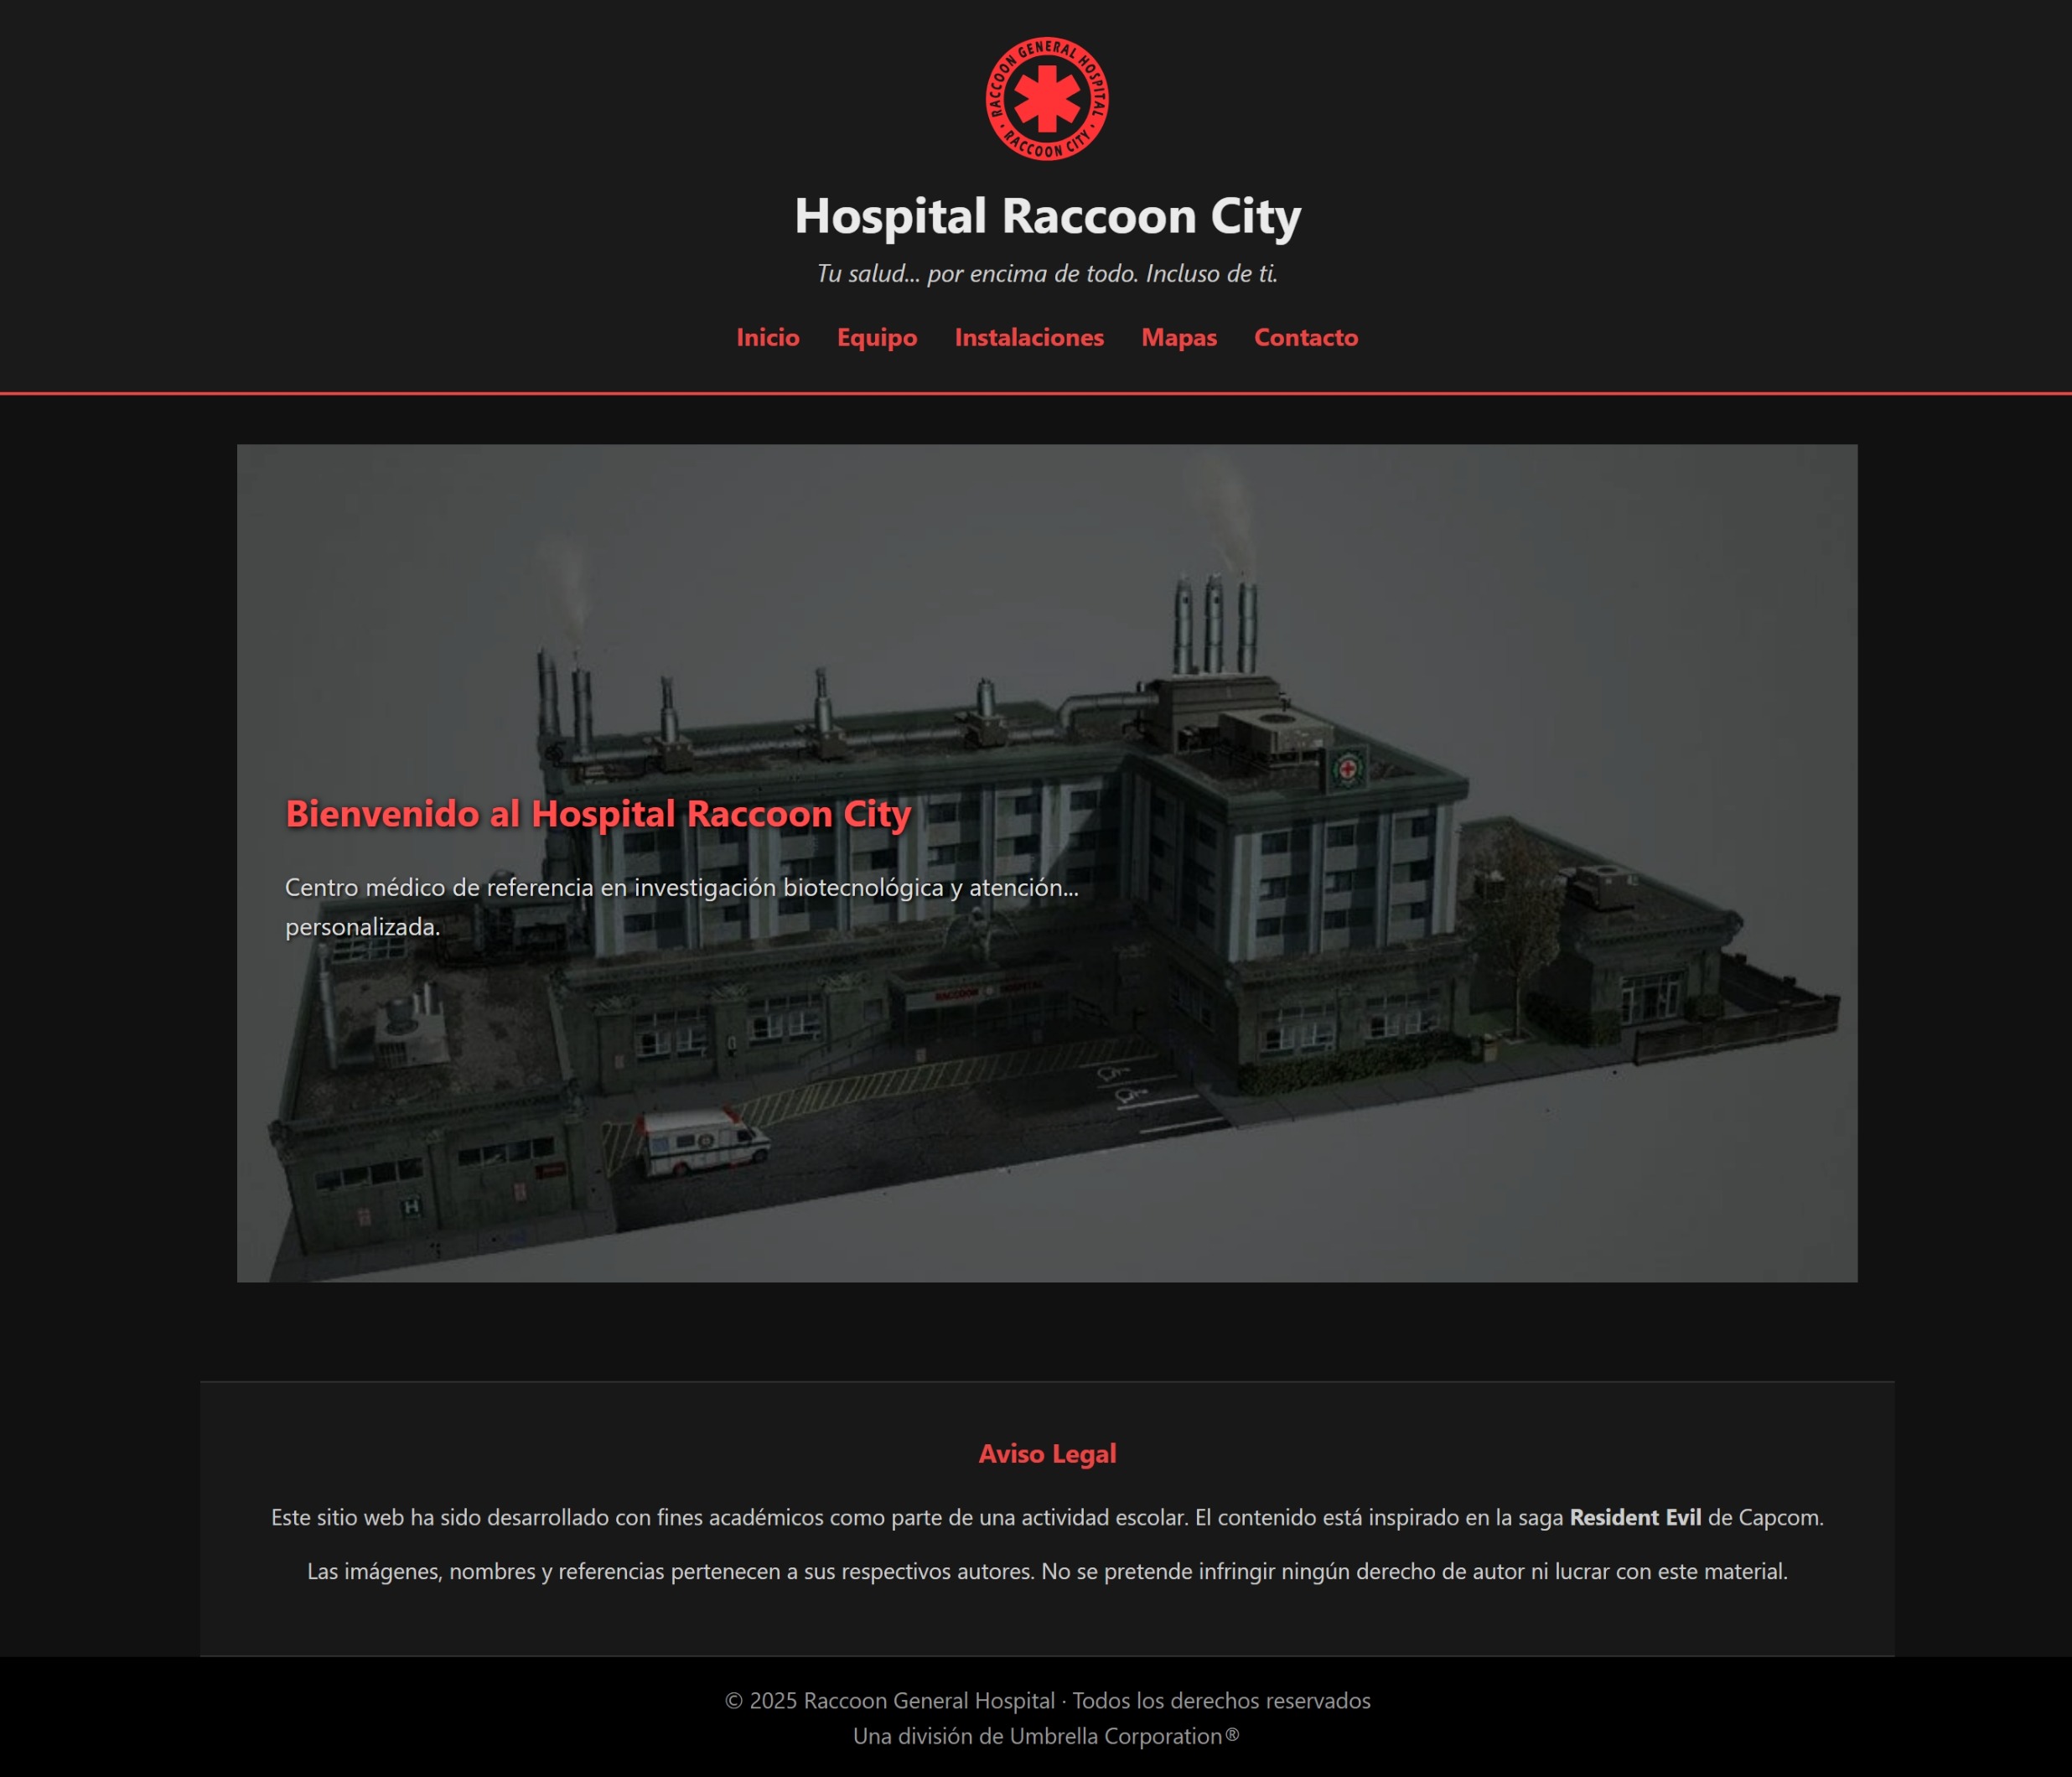 RACCOON GENERAL HOSPITAL
· RACCOON CITY ·
Hospital Raccoon City
Tu salud... por encima de todo. Incluso de ti.
Inicio Equipo Instalaciones Mapas Contacto
Bienvenido al Hospital Raccoon City
Centro médico de referencia en investigación biotecnológica y atención...
personalizada.
RACCOON HOSPITAL
H
Aviso Legal
Este sitio web ha sido desarrollado con fines académicos como parte de una actividad escolar. El contenido está inspirado en la saga Resident Evil de Capcom.
Las imágenes, nombres y referencias pertenecen a sus respectivos autores. No se pretende infringir ningún derecho de autor ni lucrar con este material.
© 2025 Raccoon General Hospital · Todos los derechos reservados
Una división de Umbrella Corporation®